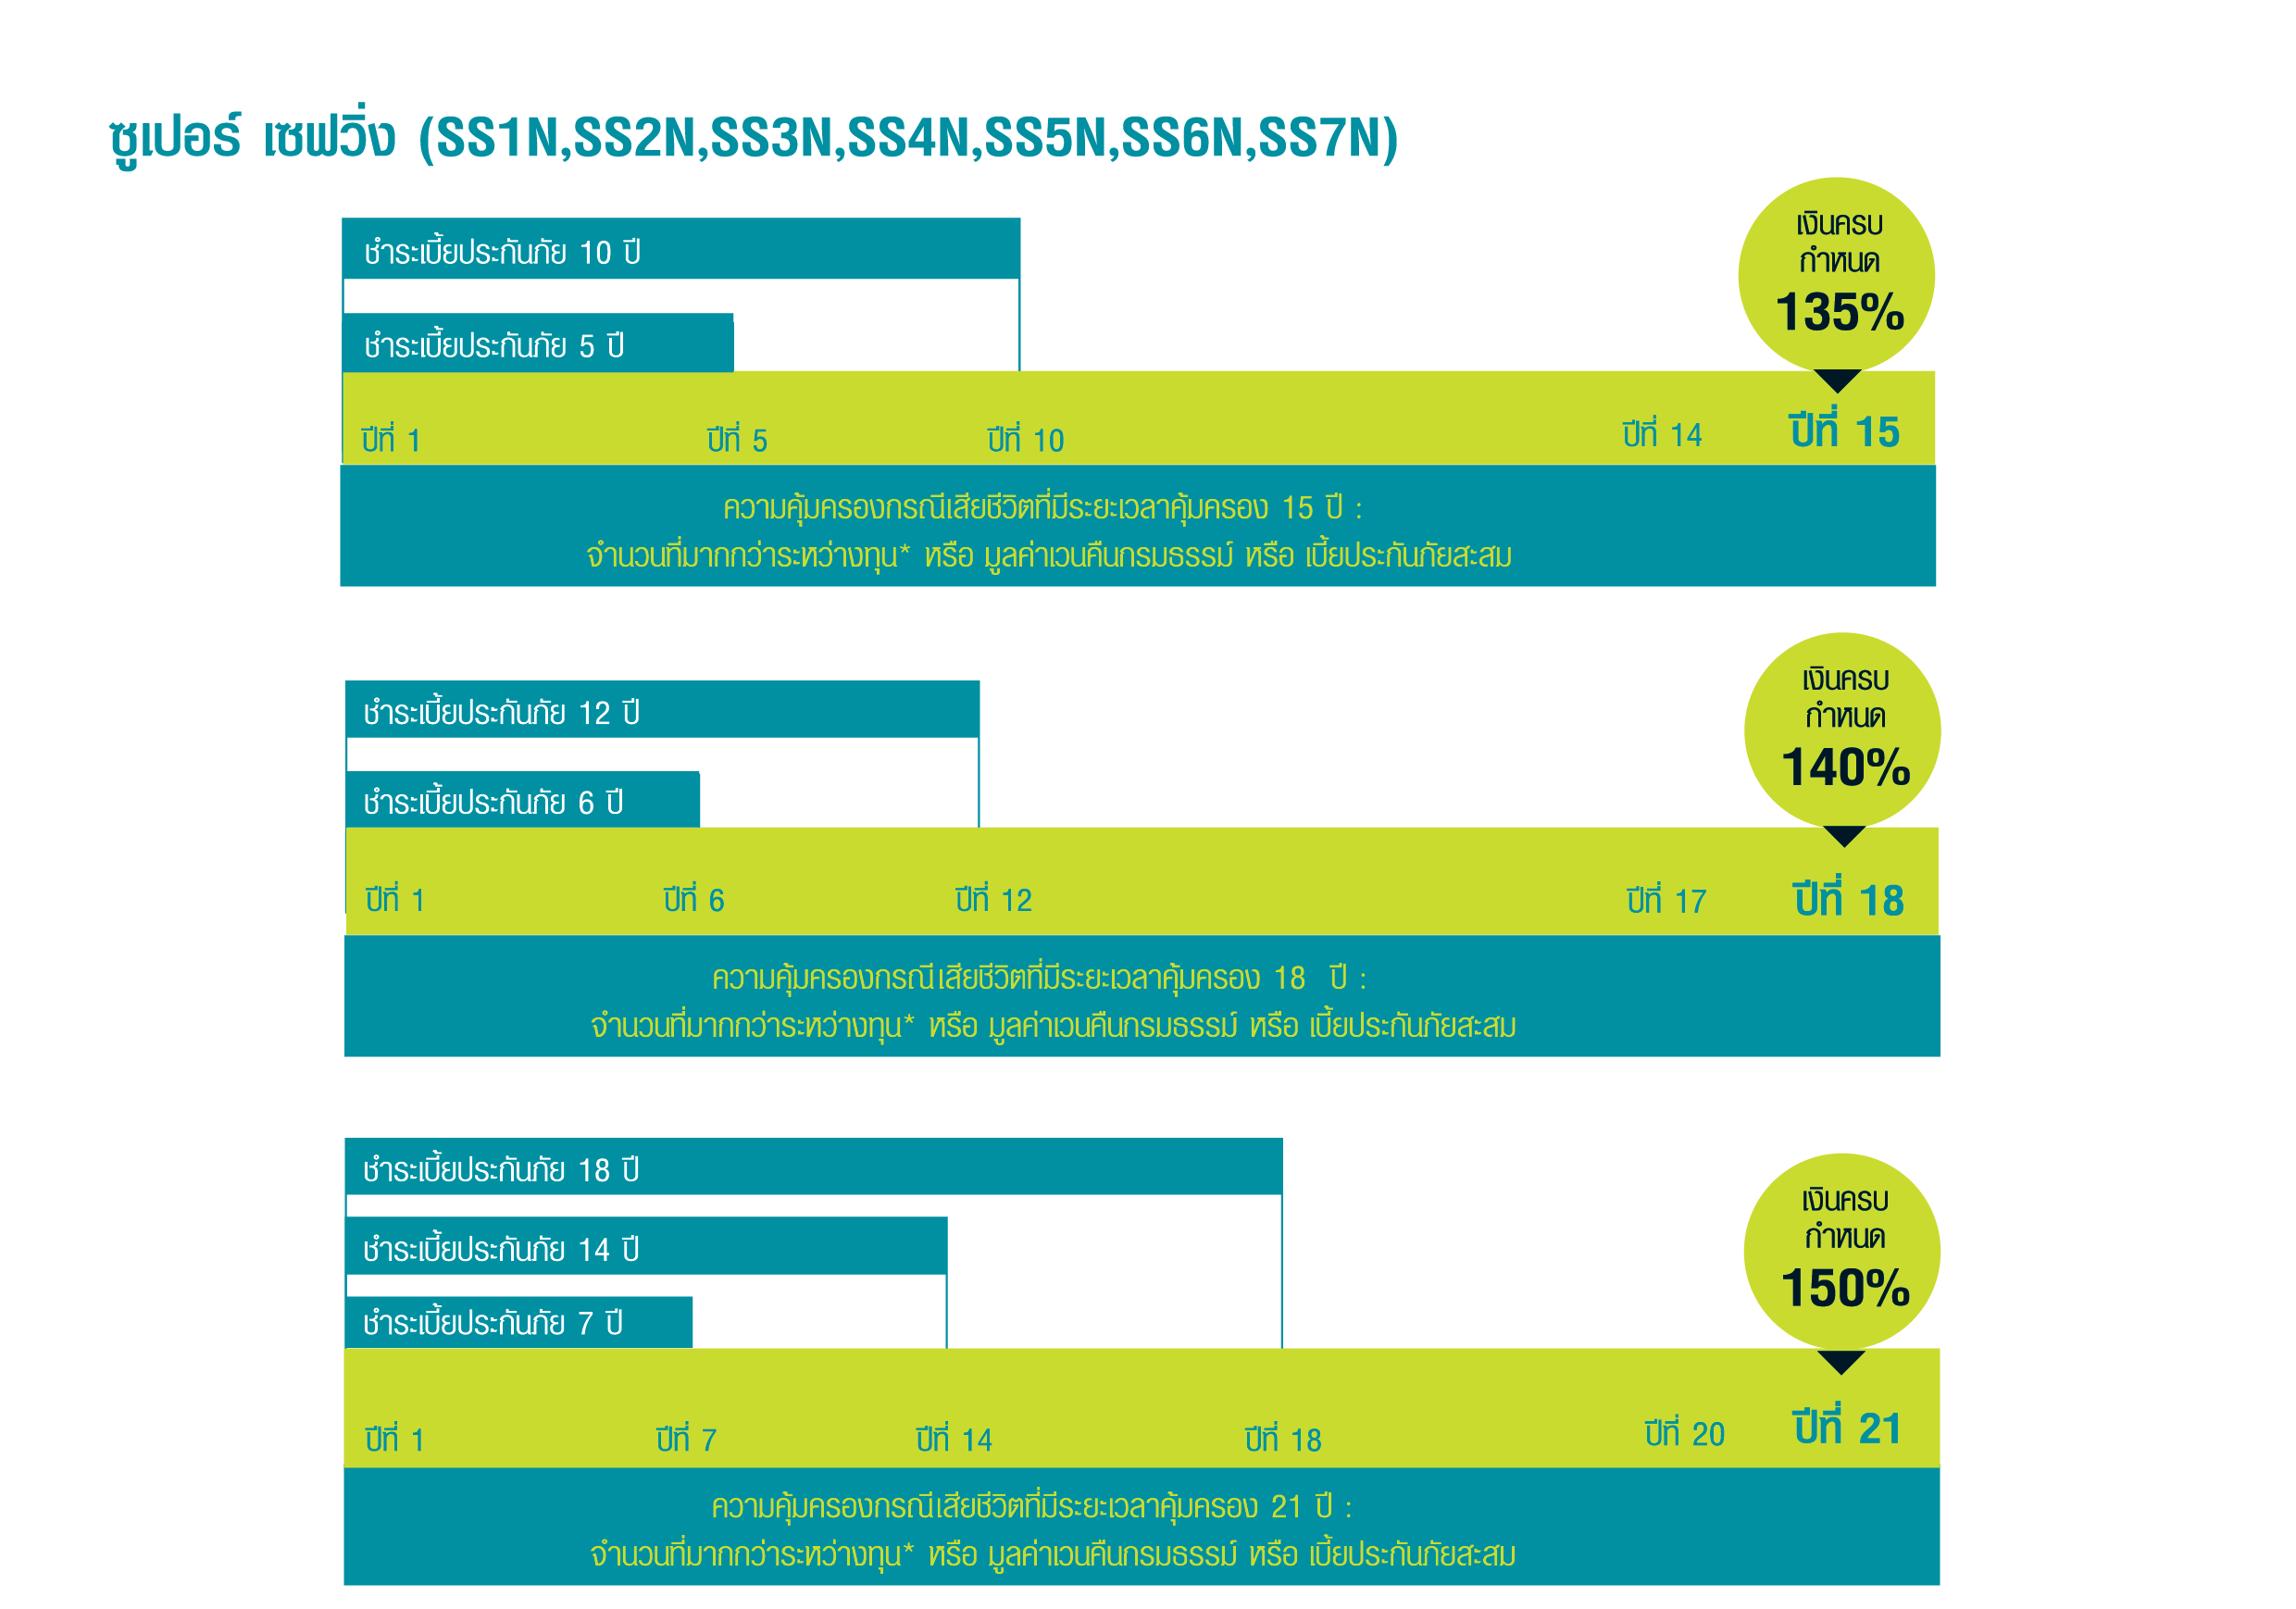 ซูเปอร์ เซฟวิ่ง (SS1N,SS2N,SS3N,SS4N,SS5N,SS6N,SS7N)
ชำระเบี้ยประกันภัย 10 ปี
ชำระเบี้ยประกันภัย 5 ปี
เงินครบ
กำหนด
135%
ปีที่ 1
ปีที่ 5
ปีที่ 10
ปีที่ 14
ปีที่ 15
ความคุ้มครองกรณีเสียชีวิตที่มีระยะเวลาคุ้มครอง 15 ปี :
จำนวนที่มากกว่าระหว่างทุน* หรือ มูลค่าเวนคืนกรมธรรม์ หรือ เบี้ยประกันภัยสะสม
ชำระเบี้ยประกันภัย 12 ปี
ชำระเบี้ยประกันภัย 6 ปี
เงินครบ
กำหนด
140%
ปีที่ 1
ปีที่ 6
ปีที่ 12
ปีที่ 17
ปีที่ 18
ความคุ้มครองกรณีเสียชีวิตที่มีระยะเวลาคุ้มครอง 18 ปี :
จำนวนที่มากกว่าระหว่างทุน* หรือ มูลค่าเวนคืนกรมธรรม์ หรือ เบี้ยประกันภัยสะสม
ชำระเบี้ยประกันภัย 18 ปี
ชำระเบี้ยประกันภัย 14 ปี
ชำระเบี้ยประกันภัย 7 ปี
เงินครบ
กำหนด
150%
ปีที่ 1
ปีที่ 7
ปีที่ 14
ปีที่ 18
ปีที่ 20
ปีที่ 21
ความคุ้มครองกรณีเสียชีวิตที่มีระยะเวลาคุ้มครอง 21 ปี :
จำนวนที่มากกว่าระหว่างทุน* หรือ มูลค่าเวนคืนกรมธรรม์ หรือ เบี้ยประกันภัยสะสม